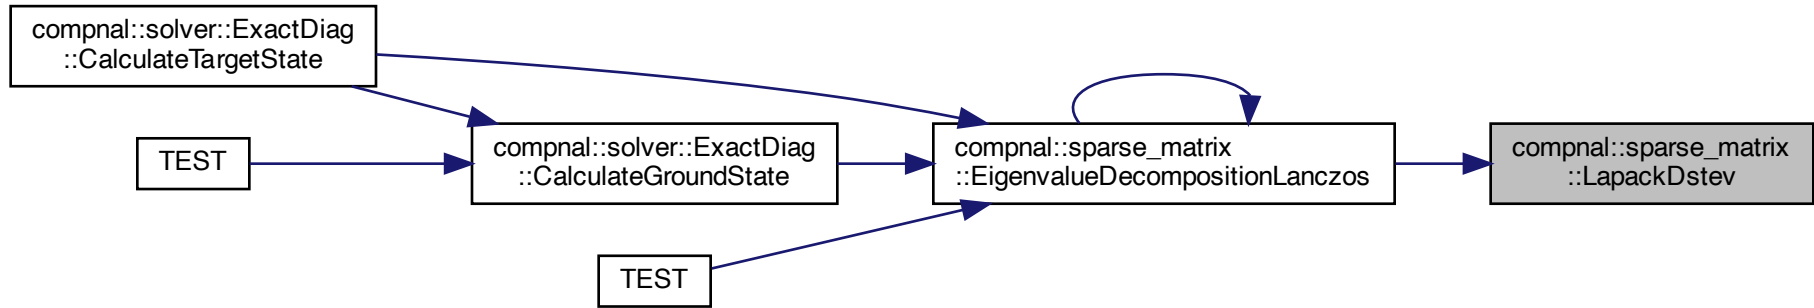 compnal::solver::ExactDiag
::CalculateTargetState
TEST
compnal::solver::ExactDiag
::CalculateGroundState
compnal::sparse_matrix
::EigenvalueDecompositionLanczos
compnal::sparse_matrix
::LapackDstev
TEST